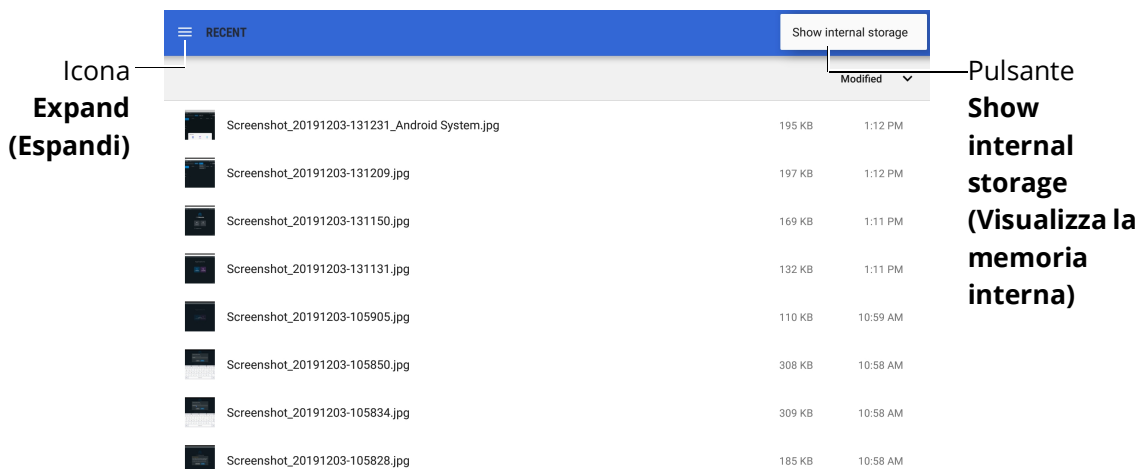 RECENT
Show internal storage
Icona
Expand
(Espandi)
Pulsante
Show
internal
storage
(Visualizza la
memoria
interna)
Modified
Screenshot_20191203-131231_Android System.jpg 195 KB 1:12 PM
Screenshot_20191203-131209.jpg 197 KB 1:12 PM
Screenshot_20191203-131150.jpg 169 KB 1:11 PM
Screenshot_20191203-131131.jpg 132 KB 1:11 PM
Screenshot_20191203-105905.jpg 110 KB 10:59 AM
Screenshot_20191203-105850.jpg 308 KB 10:58 AM
Screenshot_20191203-105834.jpg 309 KB 10:58 AM
Screenshot_20191203-105828.jpg 185 KB 10:58 AM